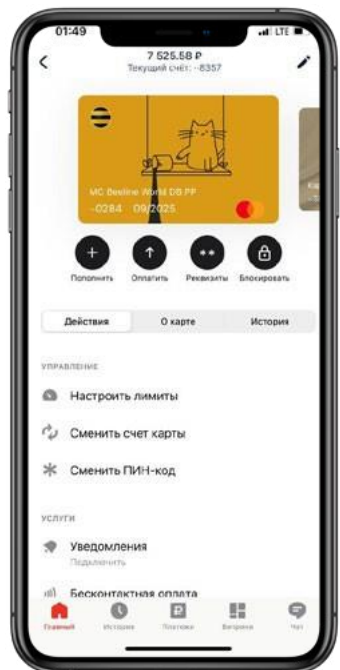 01:49
LTE
7 525.58 ₽
Текущий счёт: ··8357
MC Beeline World DB PP
··0284 09/2025
Пополнить Оплатить Реквизиты Блокировать
Действия О карте История
УПРАВЛЕНИЕ
Настроить лимиты
Сменить счет карты
Сменить ПИН-код
УСЛУГИ
Уведомления
Подключить
Бесконтактная оплата
Главный История Платежи Витрина Чат